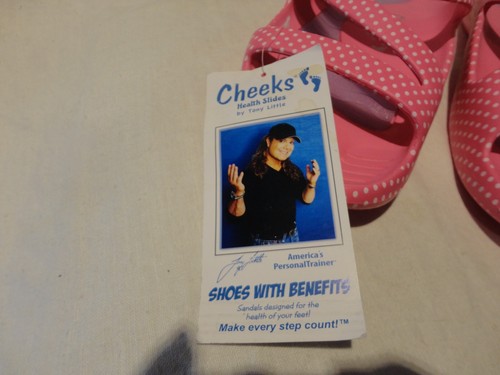 Cheeks
Health Slides
by Tony Little
America's
PersonalTrainer
SHOES WITH BENEFITS
Sandals designed for the
health of your feet!
Make every step count!™